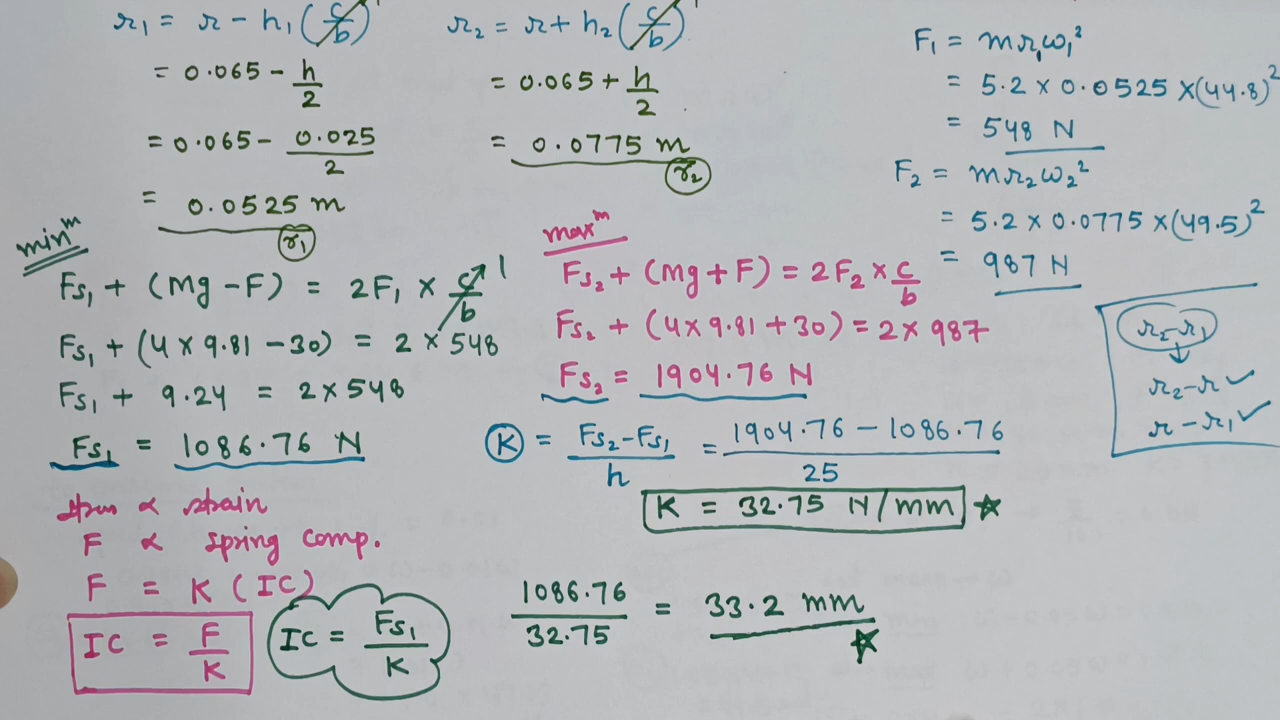 r₁ = r - h₁ (c/b) 1
= 0.065 - h/2
= 0.065 - 0.025/2
= 0.0525 m
r₁
r₂ = r + h₂ (c/b) 1
= 0.065 + h/2
= 0.0775 m
r₂
F₁ = mr₁ω₁²
= 5.2 × 0.0525 × (44.8)²
= 548 N
F₂ = mr₂ω₂²
= 5.2 × 0.0775 × (49.5)²
= 987 N
minᵐ
Fs₁ + (mg - F) = 2F₁ × c/b 1
Fs₁ + (4 × 9.81 - 30) = 2 × 548
Fs₁ + 9.24 = 2 × 548
Fs₁ = 1086.76 N
maxᵐ
Fs₂ + (mg + F) = 2F₂ × c/b
Fs₂ + (4 × 9.81 + 30) = 2 × 987
Fs₂ = 1904.76 N
r₂-r₁
↓
r₂-r ✓
r-r₁ ✓
K = Fs₂-Fs₁/h = 1904.76 - 1086.76/25
K = 32.75 N/mm ☆
∝ strain
F ∝ spring comp.
F = K (IC)
IC = F/K
IC = Fs₁/K
1086.76/32.75 = 33.2 mm
☆